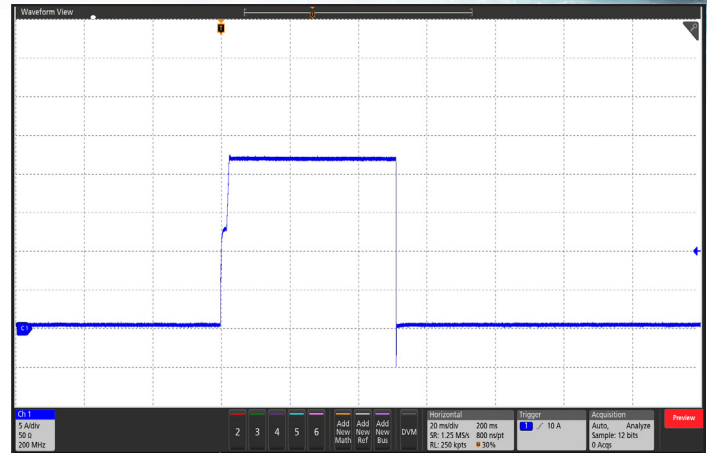 Waveform View
T
T
C1
Ch 1
5 A/div
50 Ω
200 MHz
2
3
4
5
6
Add New Math
Add New Ref
Add New Bus
DVM
Horizontal
20 ms/div 200 ms
SR: 1.25 MS/s 800 ns/pt
RL: 250 kpts 30%
Trigger
1 10 A
Acquisition
Auto, Analyze
Sample: 12 bits
0 Acqs
Preview